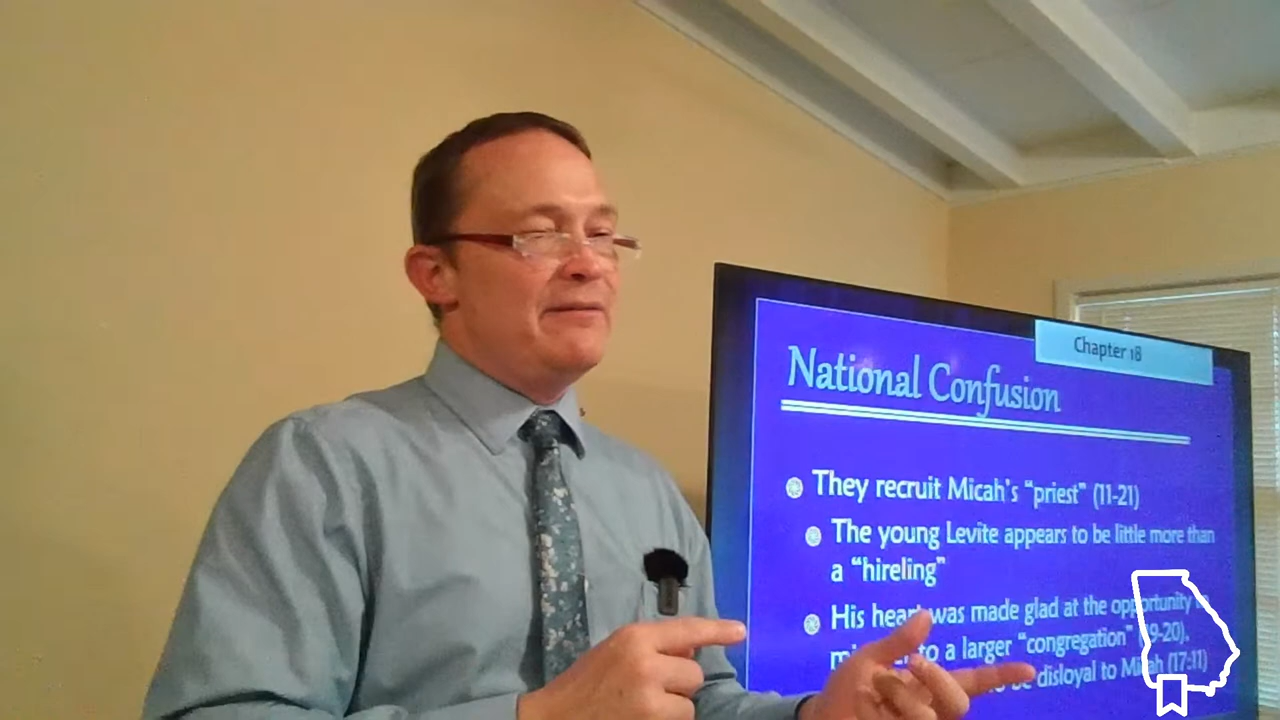 Chapter 18
National Confusion
They recruit Micah's “priest” (11-21)
The young Levite appears to be little more than
a “hireling”
His heart was made glad at the opportunity
to a larger “congregation”
be disloyal to Micah (17:11)